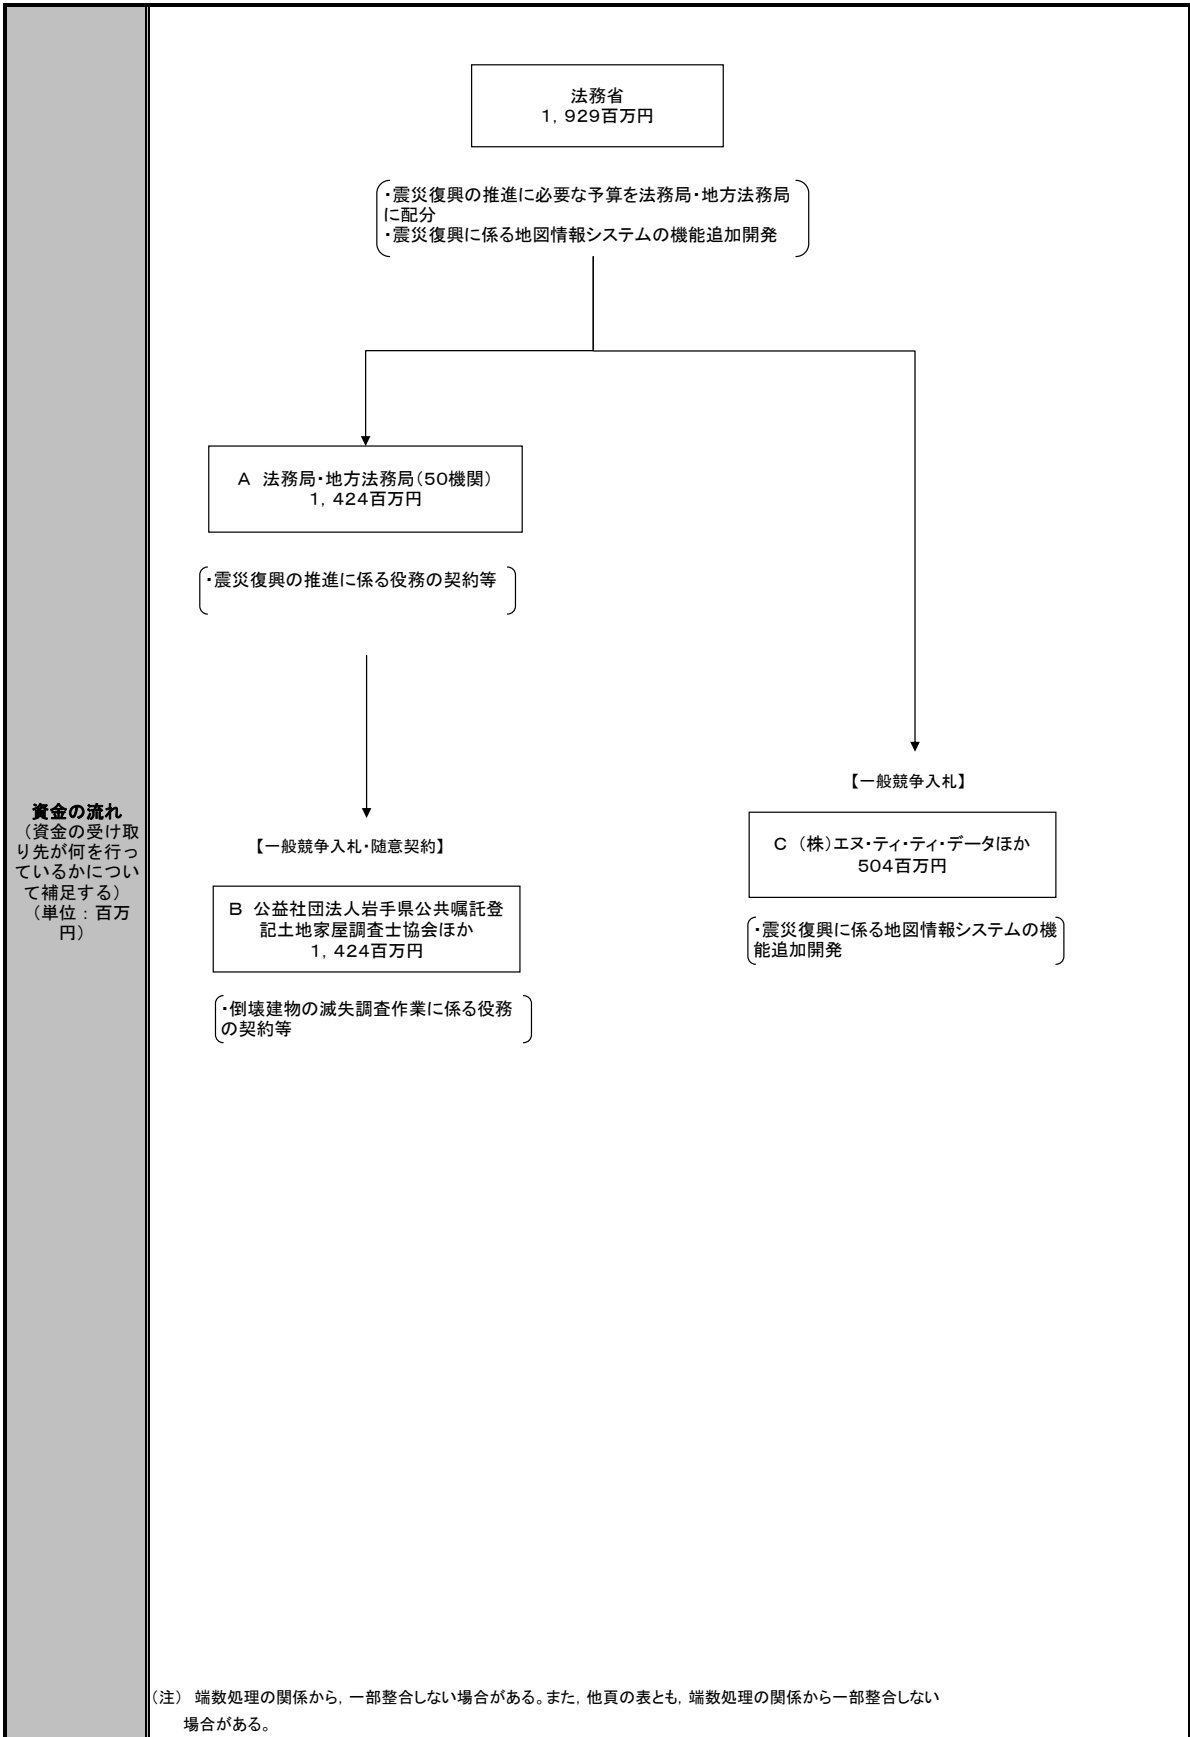 資金の流れ
（資金の受け取
り先が何を行っ
ているかについ
て補足する）
（単位：百万
円）
法務省
１，９２９百万円
・震災復興の推進に必要な予算を法務局・地方法務局
に配分
・震災復興に係る地図情報システムの機能追加開発
Ａ　法務局・地方法務局（５０機関）
１，４２４百万円
・震災復興の推進に係る役務の契約等
【一般競争入札・随意契約】
Ｂ　公益社団法人岩手県公共嘱託登
記土地家屋調査士協会ほか
１，４２４百万円
・倒壊建物の滅失調査作業に係る役務
の契約等
【一般競争入札】
Ｃ　（株）エヌ・ティ・ティ・データほか
５０４百万円
・震災復興に係る地図情報システムの機
能追加開発
（注）　端数処理の関係から，一部整合しない場合がある。また，他頁の表とも，端数処理の関係から一部整合しない
場合がある。